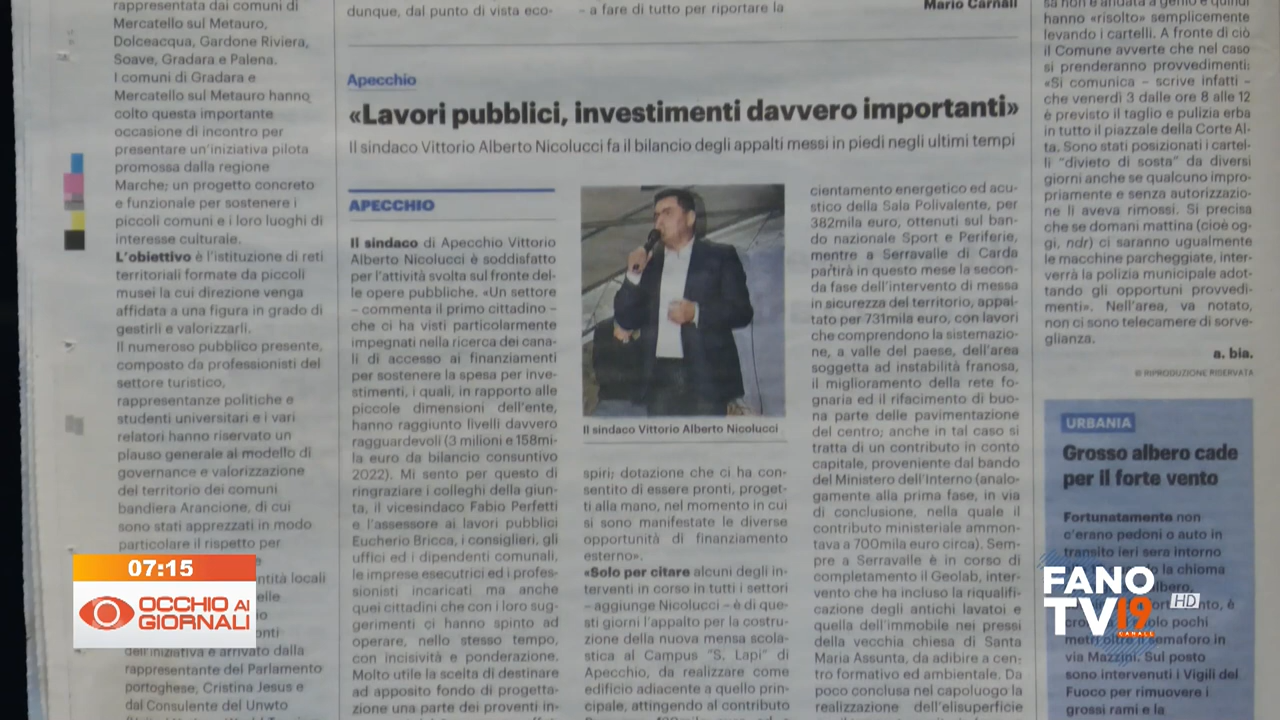 rappresentata dai comuni di
Mercatello sul Metauro,
Dolceacqua, Gardone Riviera,
Soave, Gradara e Palena.
I comuni di Gradara e
Mercatello sul Metauro hanno
colto questa importante
occasione di incontro per
presentare un'iniziativa pilota
promossa dalla regione
Marche; un progetto concreto
e funzionale per sostenere i
piccoli comuni e i loro luoghi di
interesse culturale.
L'obiettivo è l'istituzione di reti
territoriali formate da piccoli
musei la cui direzione venga
affidata a una figura in grado di
gestirli e valorizzarli.
Il numeroso pubblico presente,
composto da professionisti del
settore turistico,
rappresentanze politiche e
studenti universitari e i vari
relatori hanno riservato un
plauso generale al modello di
governance e valorizzazione
del territorio dei comuni
bandiera Arancione, di cui
sono stati apprezzati in modo
particolare il rispetto per
locali
dell'iniziativa è arrivato dalla
rappresentante del Parlamento
portoghese, Cristina Jesus e
dal Consulente del Unwto
dunque, dal punto di vista eco-
– a fare di tutto per riportare la
Mario Carnali
Apecchio
«Lavori pubblici, investimenti davvero importanti»
Il sindaco Vittorio Alberto Nicolucci fa il bilancio degli appalti messi in piedi negli ultimi tempi
APECCHIO
Il sindaco di Apecchio Vittorio
Alberto Nicolucci è soddisfatto
per l'attività svolta sul fronte del-
le opere pubbliche. «Un settore
– commenta il primo cittadino –
che ci ha visti particolarmente
impegnati nella ricerca dei cana-
li di accesso ai finanziamenti
per sostenere la spesa per inve-
stimenti, i quali, in rapporto alle
piccole dimensioni dell'ente,
hanno raggiunto livelli davvero
ragguardevoli (3 milioni e 158mi-
la euro da bilancio consuntivo
2022). Mi sento per questo di
ringraziare i colleghi della giun-
ta, il vicesindaco Fabio Perfetti
e l'assessore ai lavori pubblici
Eucherio Bricca, i consiglieri, gli
uffici ed i dipendenti comunali,
le imprese esecutrici ed i profes-
sionisti incaricati ma anche
quei cittadini che con i loro sug-
gerimenti ci hanno spinto ad
operare, nello stesso tempo,
con incisività e ponderazione.
Molto utile la scelta di destinare
ad apposito fondo di progetta-
zione una parte dei proventi in-
Il sindaco Vittorio Alberto Nicolucci
spiri; dotazione che ci ha con-
sentito di essere pronti, proget-
ti alla mano, nel momento in cui
si sono manifestate le diverse
opportunità di finanziamento
esterno».
«Solo per citare alcuni degli in-
terventi in corso in tutti i settori
– aggiunge Nicolucci – è di que-
sti giorni l'appalto per la costru-
zione della nuova mensa scola-
stica al Campus “S. Lapi” di
Apecchio, da realizzare come
edificio adiacente a quello prin-
cipale, attingendo al contributo
cientamento energetico ed acu-
stico della Sala Polivalente, per
382mila euro, ottenuti sul ban-
do nazionale Sport e Periferie,
mentre a Serravalle di Carda
partirà in questo mese la secon-
da fase dell'intervento di messa
in sicurezza del territorio, appal-
tato per 731mila euro, con lavori
che comprendono la sistemazio-
ne, a valle del paese, dell'area
soggetta ad instabilità franosa,
il miglioramento della rete fo-
gnaria ed il rifacimento di buo-
na parte delle pavimentazione
del centro; anche in tal caso si
tratta di un contributo in conto
capitale, proveniente dal bando
del Ministero dell'Interno (analo-
gamente alla prima fase, in via
di conclusione, nella quale il
contributo ministeriale ammon-
tava a 700mila euro circa). Sem-
pre a Serravalle è in corso di
completamento il Geolab, inter-
vento che ha incluso la riqualifi-
cazione dei antichi lavatoi e
quella dell'immobile nei pressi
della vecchia chiesa di Santa
Maria Assunta, da adibire a cen-
tro formativo ed ambientale. Da
poco conclusa nel capoluogo la
realizzazione dell'elisuperficie
sa non è andata a genio e quindi
hanno «risolto» semplicemente
levando i cartelli. A fronte di ciò
il Comune avverte che nel caso
si prenderanno provvedimenti:
«Si comunica – scrive infatti –
che venerdì 3 dalle ore 8 alle 12
è previsto il taglio e pulizia erba
in tutto il piazzale della Corte Al-
ta. Sono stati posizionati i cartel-
li “divieto di sosta” da diversi
giorni anche se qualcuno impro-
priamente e senza autorizzazio-
ne li aveva rimossi. Si precisa
che se domani mattina (cioè og-
gi, ndr) ci saranno ugualmente
le macchine parcheggiate, inter-
verrà la polizia municipale adot-
tando gli opportuni provvedi-
menti». Nell'area, va notato,
non ci sono telecamere di sorve-
glianza.
a. bia.
© RIPRODUZIONE RISERVATA
URBANIA
Grosso albero cade
per il forte vento
Fortunatamente non
c'erano pedoni o auto in
transito ieri sera intorno
la chioma
è
pochi
metri oltre il semaforo in
via Mazzini. Sul posto
sono intervenuti i Vigili del
Fuoco per rimuovere i
grossi rami e la
07:15
OCCHIO AI
GIORNALI
FANO
TV 19
CANALE
HD